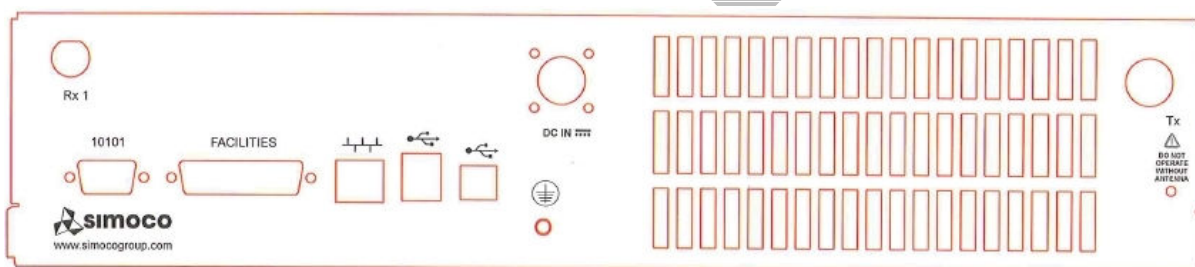 Rx 1
DC IN
Tx
10101
FACILITIES
DO NOT
OPERATE
WITHOUT
ANTENNA
simoco
www.simocogroup.com